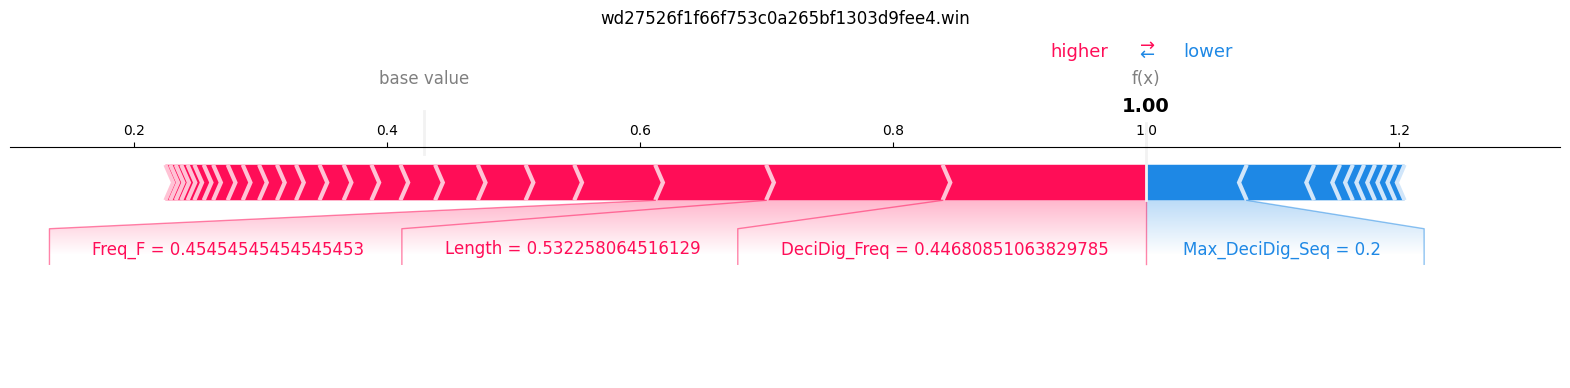 wd27526f1f66f753c0a265bf1303d9fee4.win
higher → ← lower
base value f(x)
1.00
0.2 0.4 0.6 0.8 1 0 1.2
Freq_F = 0.45454545454545453 Length = 0.532258064516129 DeciDig_Freq = 0.44680851063829785 Max_DeciDig_Seq = 0.2